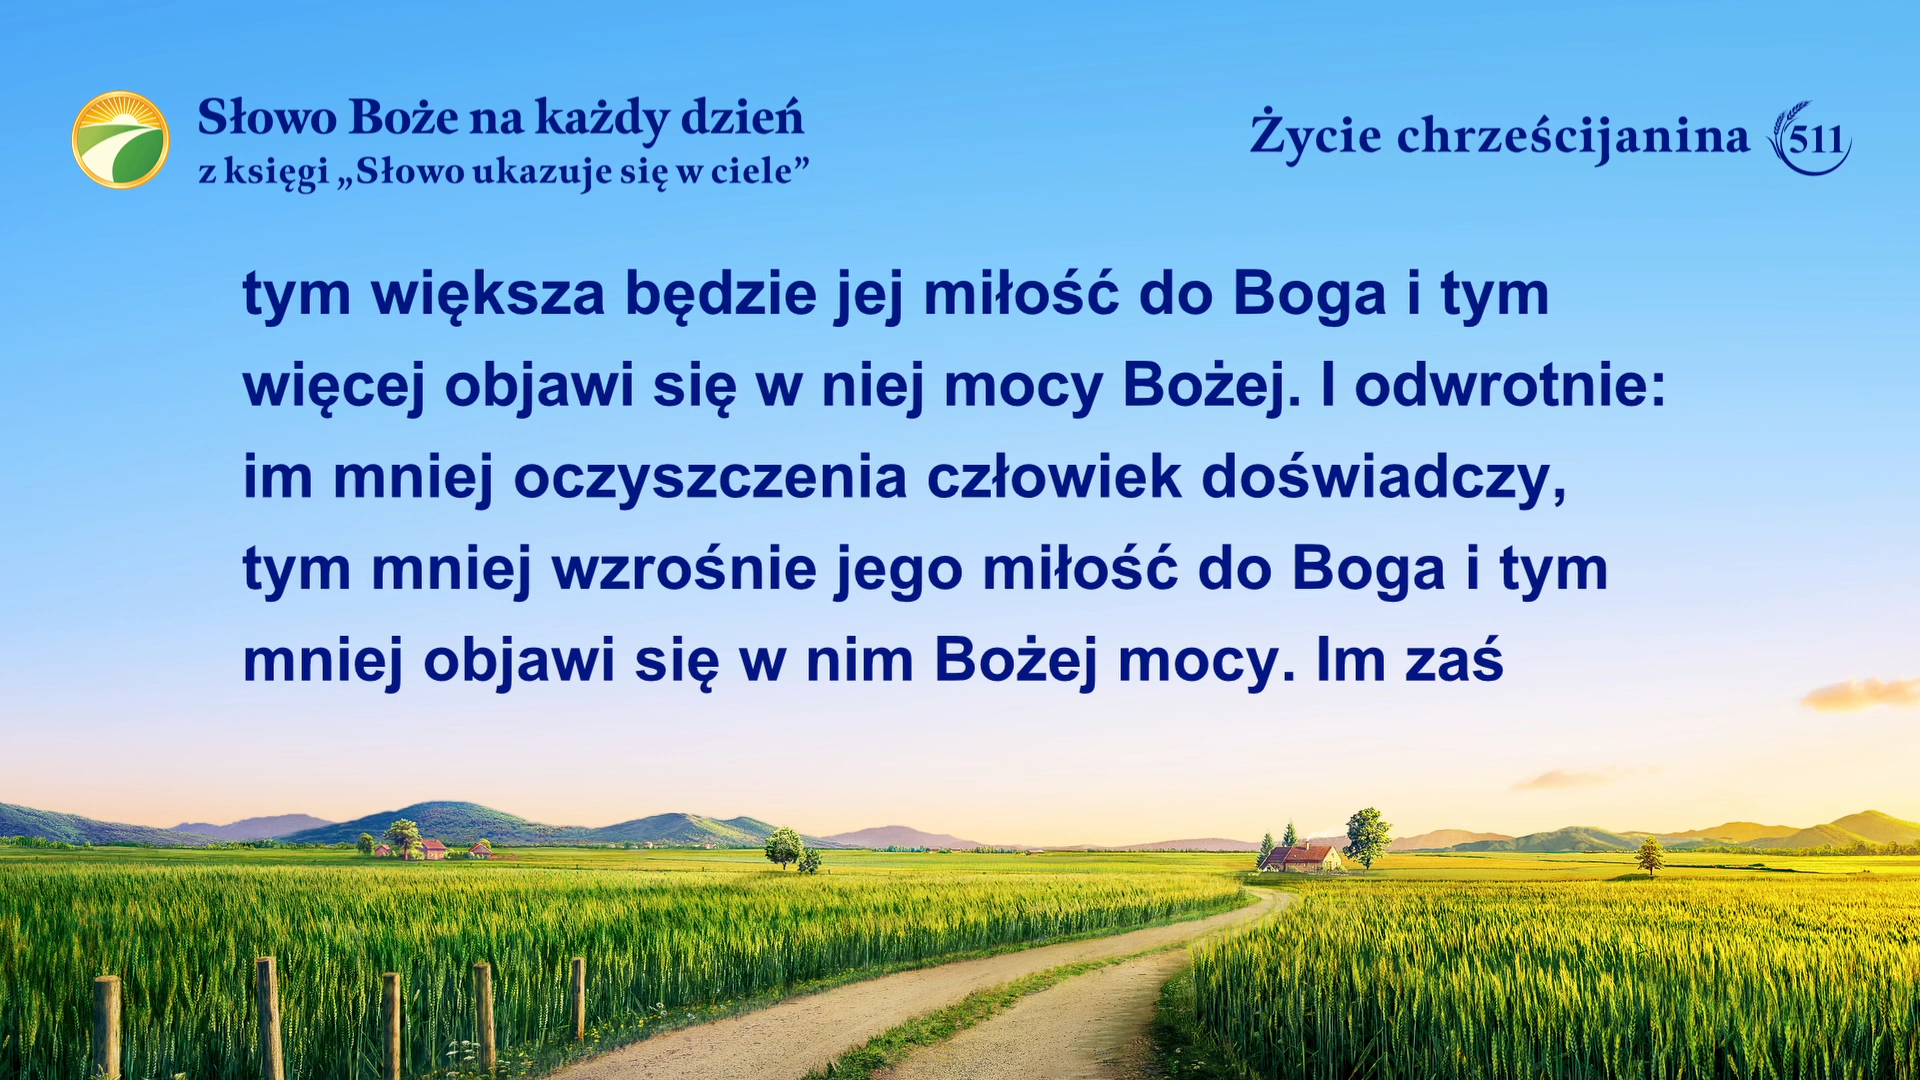 Słowo Boże na każdy dzień
z księgi „Słowo ukazuje się w ciele”
Życie chrześcijanina 511
tym większa będzie jej miłość do Boga i tym
więcej objawi się w niej mocy Bożej. I odwrotnie:
im mniej oczyszczenia człowiek doświadczy,
tym mniej wzrośnie jego miłość do Boga i tym
mniej objawi się w nim Bożej mocy. Im zaś